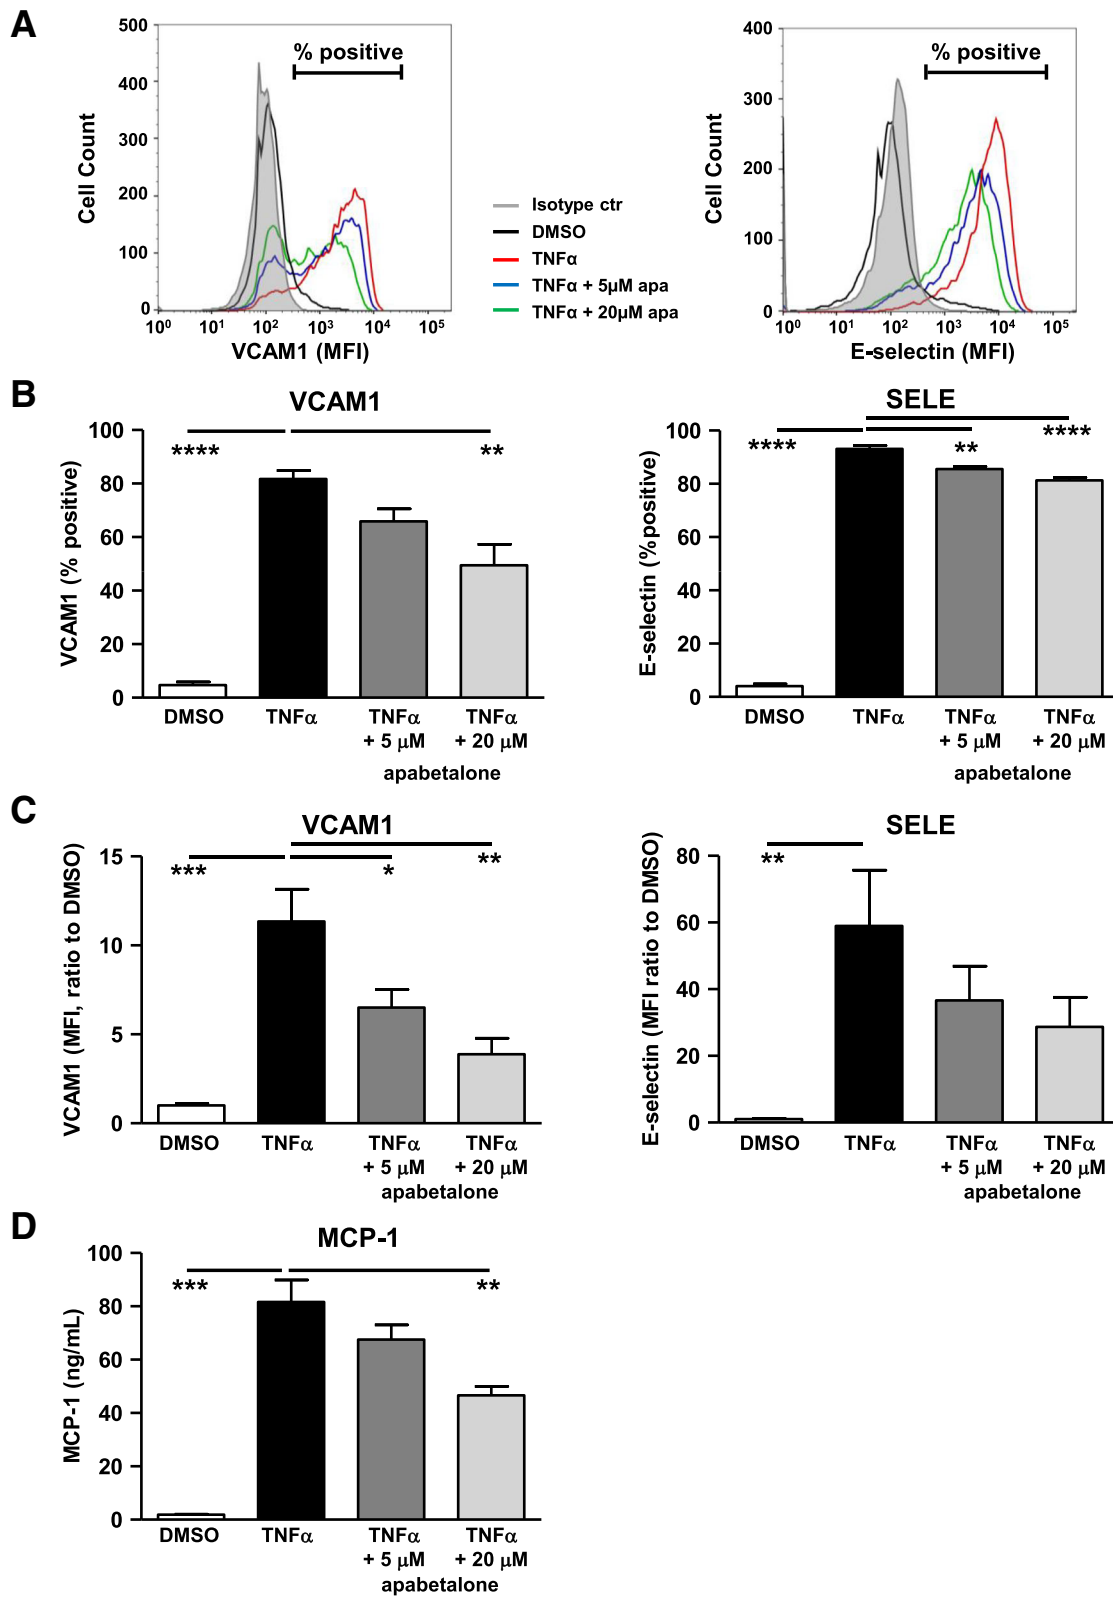 A
500
400
300
200
100
0
Cell Count
% positive
10⁰ 10¹ 10² 10³ 10⁴ 10⁵
VCAM1 (MFI)
Isotype ctr
DMSO
TNFα
TNFα + 5μM apa
TNFα + 20μM apa
400
300
200
100
0
Cell Count
% positive
10⁰ 10¹ 10² 10³ 10⁴ 10⁵
E-selectin (MFI)
B
VCAM1
100
80
60
40
20
0
VCAM1 (% positive)
**** **
DMSO TNFα TNFα TNFα
+ 5 μM + 20 μM
apabetalone
SELE
100
80
60
40
20
0
E-selectin (%positive)
**** ** ****
DMSO TNFα TNFα TNFα
+ 5 μM + 20 μM
apabetalone
C
VCAM1
15
10
5
0
VCAM1 (MFI, ratio to DMSO)
*** * **
DMSO TNFα TNFα TNFα
+ 5 μM + 20 μM
apabetalone
SELE
80
60
40
20
0
E-selectin (MFI ratio to DMSO)
**
DMSO TNFα TNFα TNFα
+ 5 μM + 20 μM
apabetalone
D
MCP-1
100
80
60
40
20
0
MCP-1 (ng/mL)
*** **
DMSO TNFα TNFα TNFα
+ 5 μM + 20 μM
apabetalone